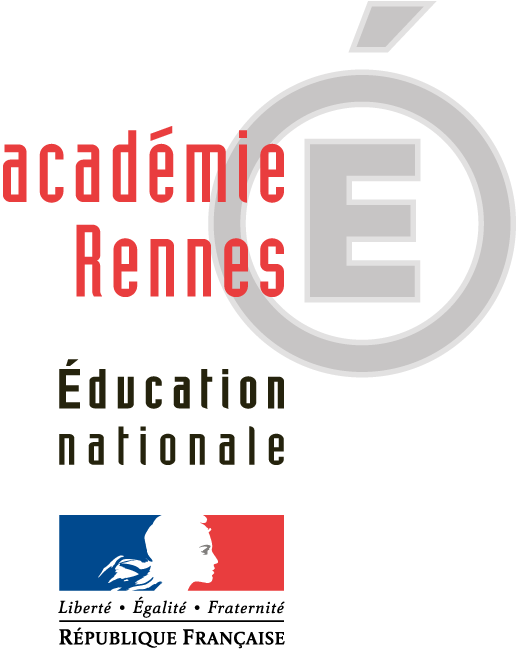 É
académie
Rennes
Éducation
nationale
Liberté • Égalité • Fraternité
RÉPUBLIQUE FRANÇAISE